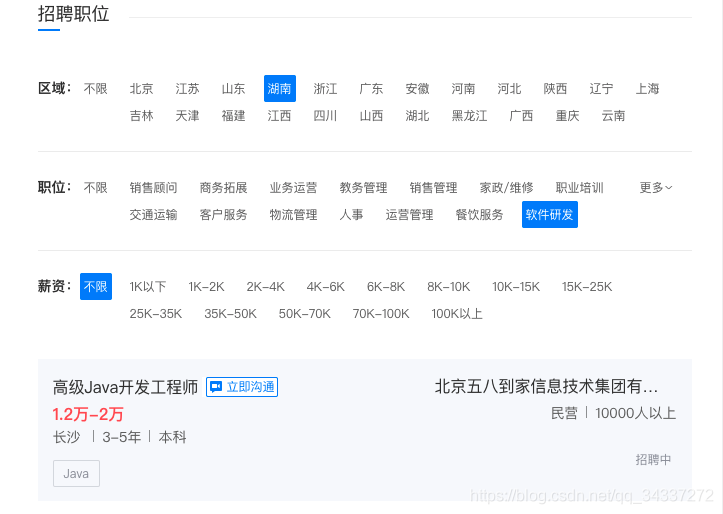 招聘职位
区域： 不限 北京 江苏 山东 湖南 浙江 广东 安徽 河南 河北 陕西 辽宁 上海
吉林 天津 福建 江西 四川 山西 湖北 黑龙江 广西 重庆 云南
职位： 不限 销售顾问 商务拓展 业务运营 教务管理 销售管理 家政/维修 职业培训 更多
交通运输 客户服务 物流管理 人事 运营管理 餐饮服务 软件研发
薪资： 不限 1K以下 1K-2K 2K-4K 4K-6K 6K-8K 8K-10K 10K-15K 15K-25K
25K-35K 35K-50K 50K-70K 70K-100K 100K以上
高级Java开发工程师 立即沟通 北京五八到家信息技术集团有...
1.2万-2万 民营 | 10000人以上
长沙 | 3-5年 | 本科
招聘中
Java
https://blog.csdn.net/qq_34337272